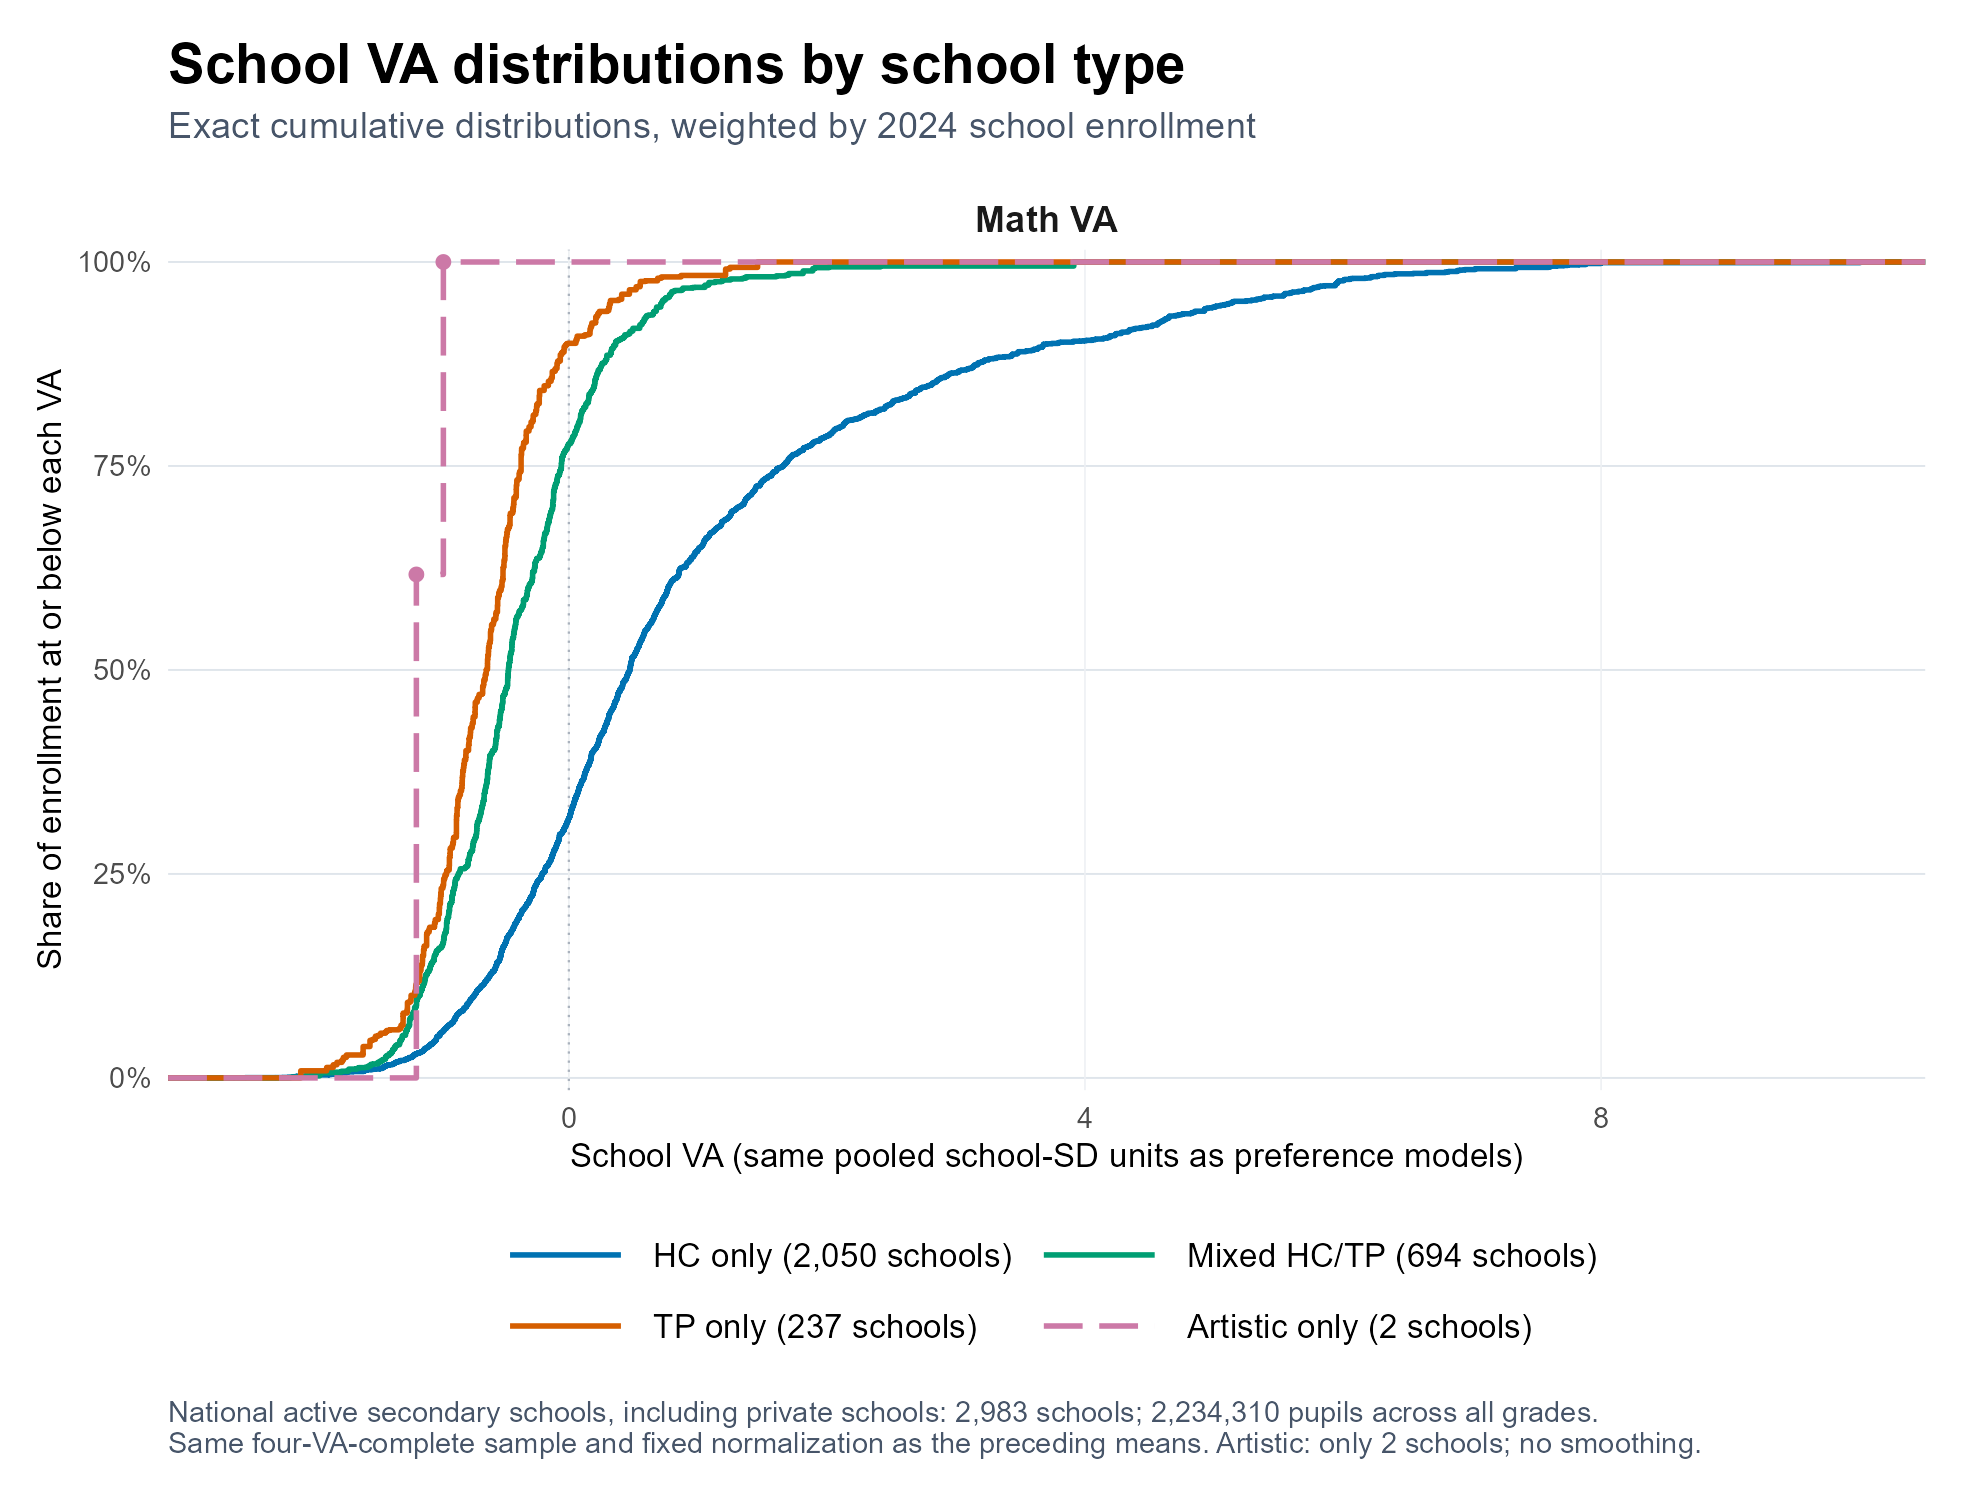 School VA distributions by school type
Exact cumulative distributions, weighted by 2024 school enrollment
Math VA
Share of enrollment at or below each VA
100%
75%
50%
25%
0%
0
4
8
School VA (same pooled school-SD units as preference models)
HC only (2,050 schools)
Mixed HC/TP (694 schools)
TP only (237 schools)
Artistic only (2 schools)
National active secondary schools, including private schools: 2,983 schools; 2,234,310 pupils across all grades.
Same four-VA-complete sample and fixed normalization as the preceding means. Artistic: only 2 schools; no smoothing.